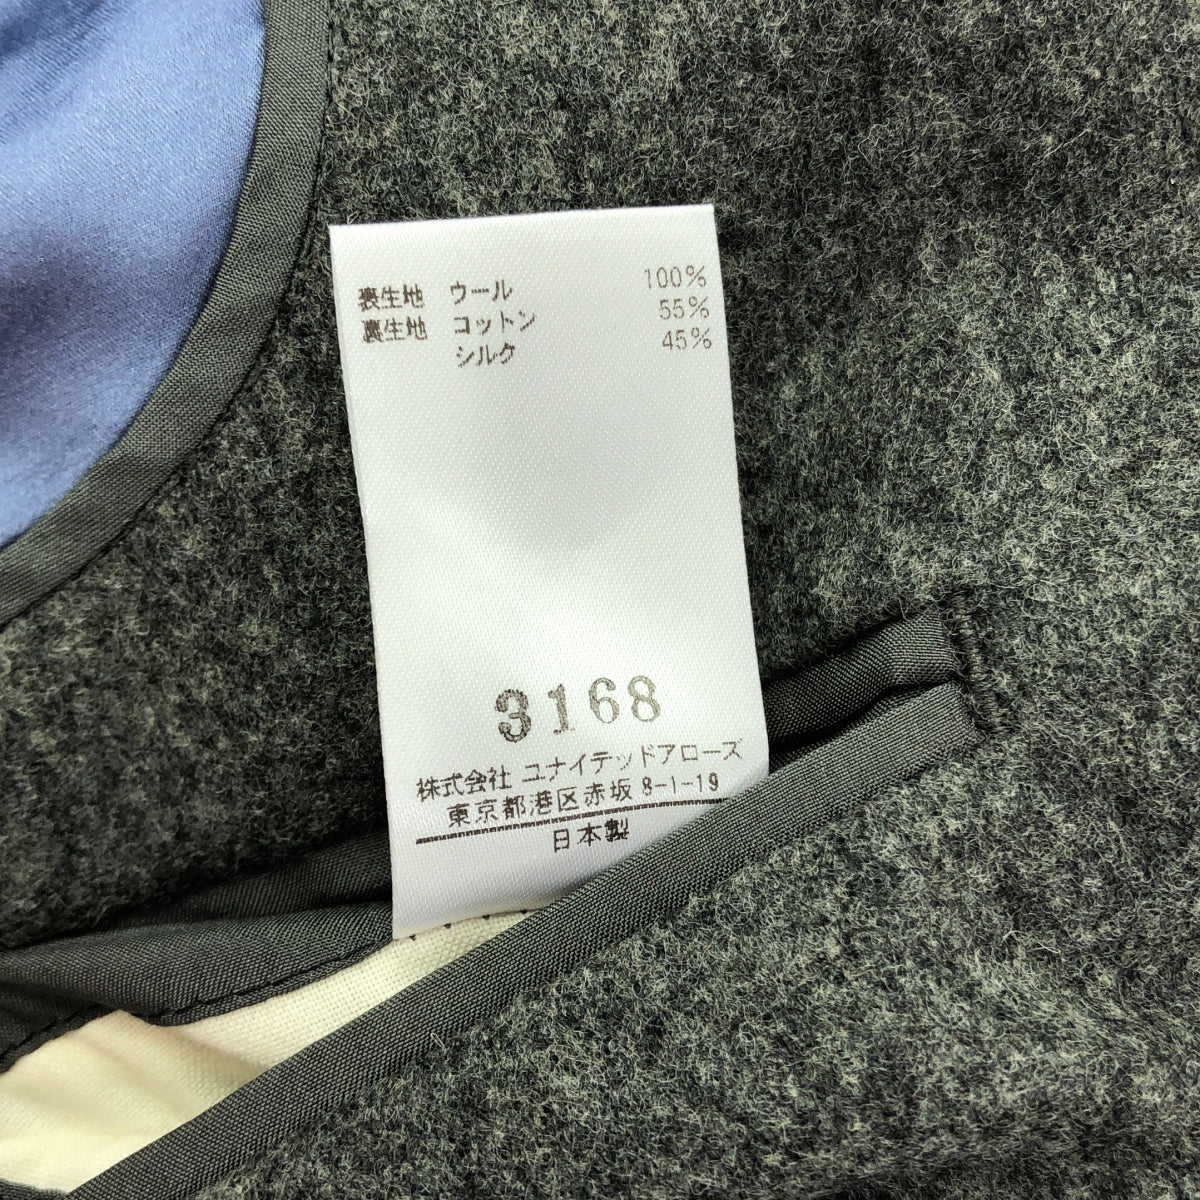 表生地 ウール 100%
裏生地 コットン 55%
シルク 45%
3168
株式会社 ユナイテッドアローズ
東京都港区赤坂 8-1-19
日本製